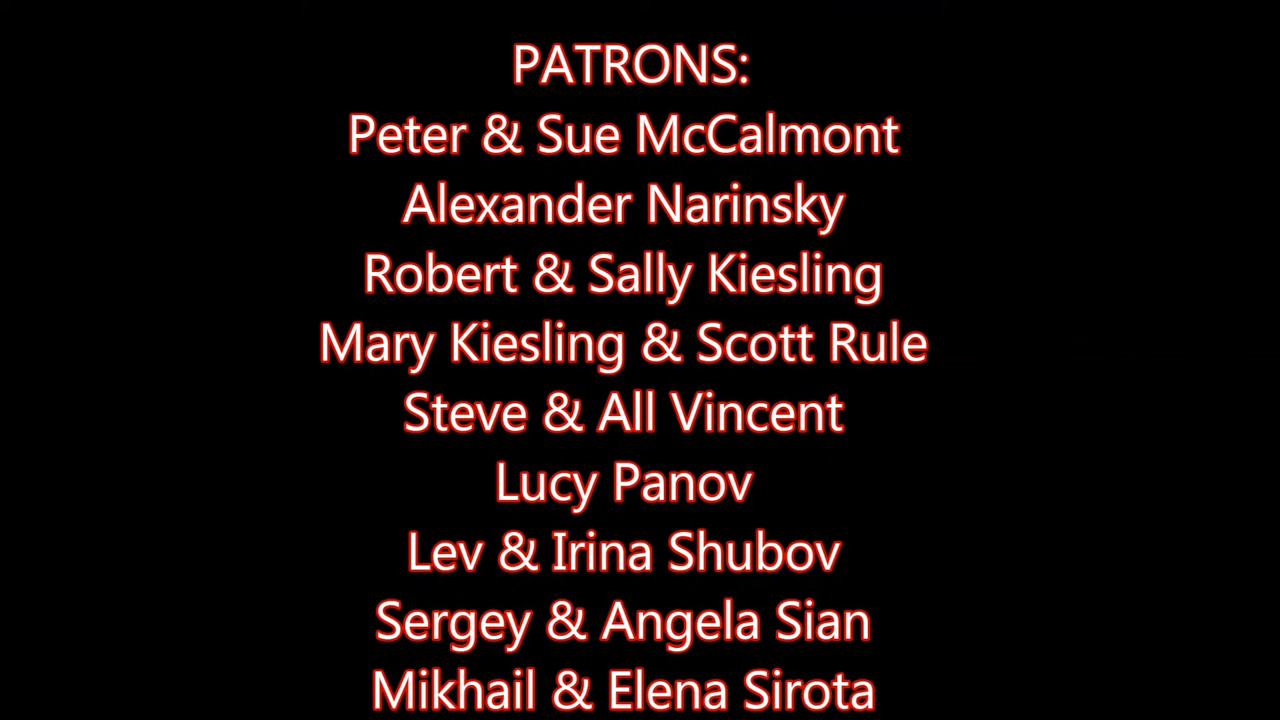 PATRONS:
Peter & Sue McCalmont
Alexander Narinsky
Robert & Sally Kiesling
Mary Kiesling & Scott Rule
Steve & All Vincent
Lucy Panov
Lev & Irina Shubov
Sergey & Angela Sian
Mikhail & Elena Sirota